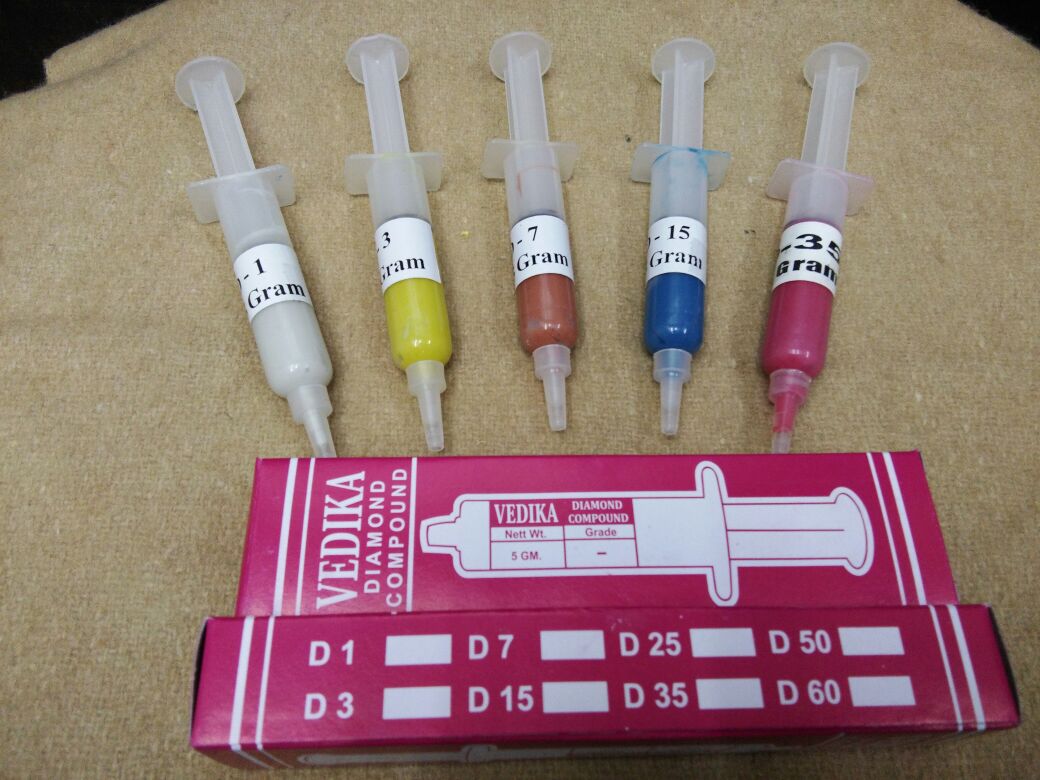 - 1
Gram
3
Gram
- 7
Gram
- 15
Gram
-35
Gram
VEDIKA
DIAMOND
COMPOUND
VEDIKA DIAMOND COMPOUND
Nett Wt. Grade
5 GM. –
D 1 D 7 D 25 D 50
D 3 D 15 D 35 D 60